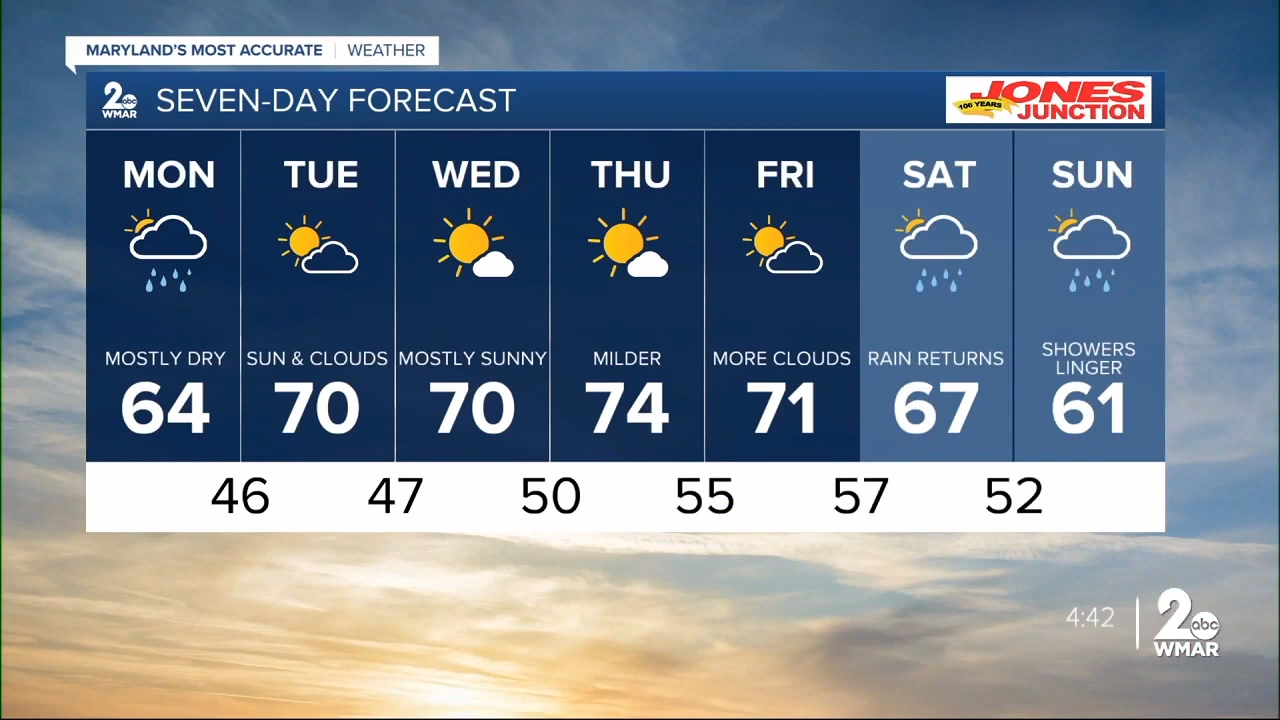 MARYLAND'S MOST ACCURATE | WEATHER
2 abc
WMAR
SEVEN-DAY FORECAST
JONES
106 YEARS
JUNCTION
MON TUE WED THU FRI SAT SUN
MOSTLY DRY SUN & CLOUDS MOSTLY SUNNY MILDER MORE CLOUDS RAIN RETURNS SHOWERS
LINGER
64 70 70 74 71 67 61
46 47 50 55 57 52
4:42
2 abc
WMAR